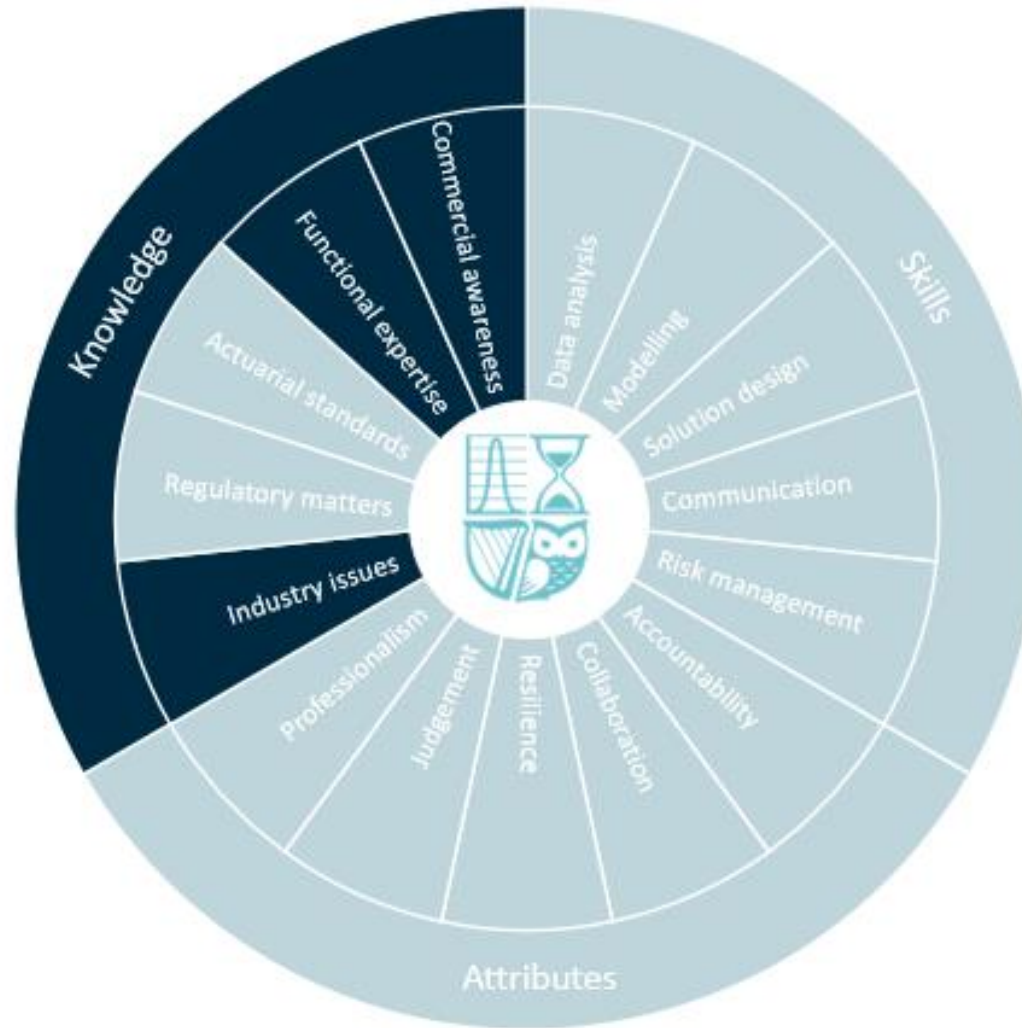 Knowledge
Skills
Attributes
Commercial awareness
Functional expertise
Actuarial standards
Regulatory matters
Industry issues
Data analysis
Modelling
Solution design
Communication
Risk management
Accountability
Collaboration
Resilience
Judgement
Professionalism